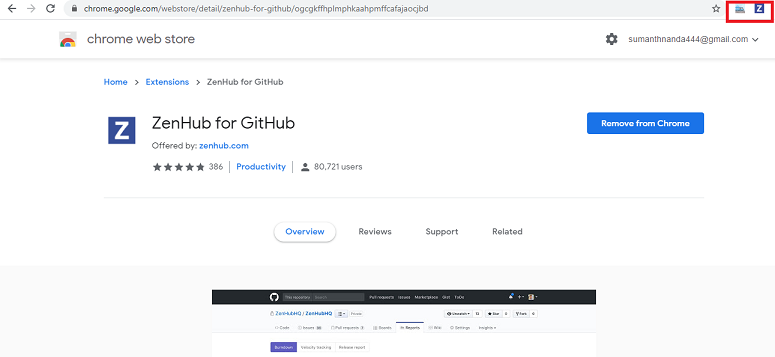 chrome.google.com/webstore/detail/zenhub-for-github/ogcgkffhplmphkaahpmffcafajaocjbd
Z
chrome web store
sumanthnanda444@gmail.com
Home > Extensions > ZenHub for GitHub
Z
ZenHub for GitHub
Remove from Chrome
Offered by: zenhub.com
386 Productivity 80,721 users
Overview Reviews Support Related
This repository Search Pull requests Issues Marketplace Gist ToDo
ZenHubHQ / ZenHubHQ Private Unwatch 12 Star 0 Fork 0
Code Issues Pull requests Boards Reports Wiki Settings Insights
Burndown Velocity tracking Release report